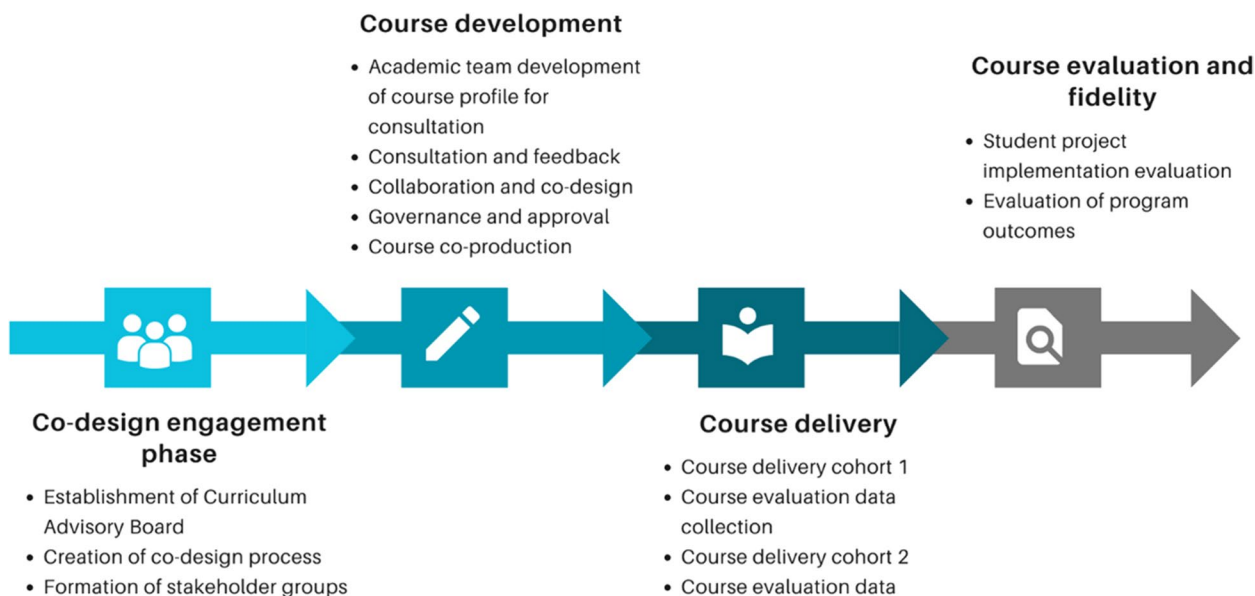 Course development
• Academic team development
of course profile for
consultation
• Consultation and feedback
• Collaboration and co-design
• Governance and approval
• Course co-production
Course evaluation and
fidelity
• Student project
implementation evaluation
• Evaluation of program
outcomes
Co-design engagement
phase
• Establishment of Curriculum
Advisory Board
• Creation of co-design process
• Formation of stakeholder groups
Course delivery
• Course delivery cohort 1
• Course evaluation data
collection
• Course delivery cohort 2
• Course evaluation data